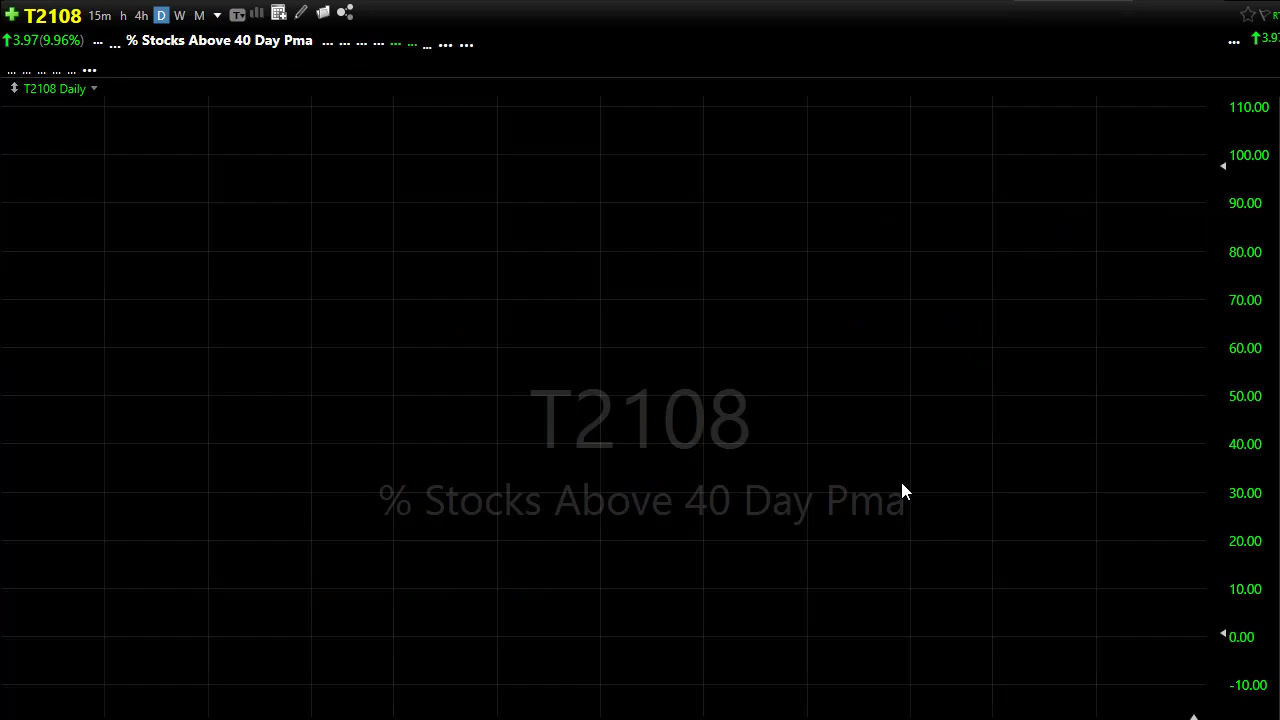 T2108 15m h 4h D W M
3.97(9.96%) ... ... % Stocks Above 40 Day Pma ... ... ... ... ... ... ... ... ... ... 3.97
... ... ... ... ... ...
T2108 Daily
110.00
100.00
90.00
80.00
70.00
60.00
50.00
40.00
30.00
20.00
10.00
0.00
-10.00
T2108
% Stocks Above 40 Day Pma